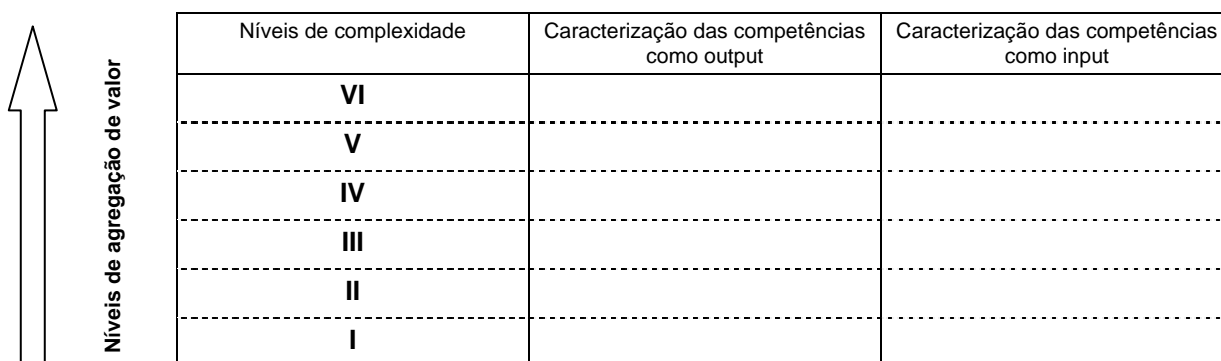 Níveis de agregação de valor
Níveis de complexidade
Caracterização das competências
como output
Caracterização das competências
como input
VI
V
IV
III
II
I